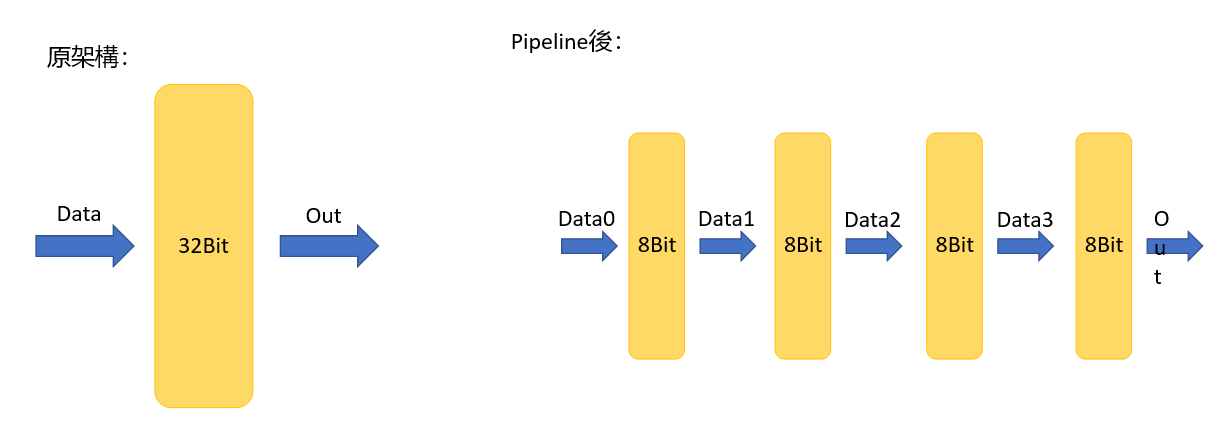 原架構：
Data
32Bit
Out
Pipeline後：
Data0
8Bit
Data1
8Bit
Data2
8Bit
Data3
8Bit
O
u
t